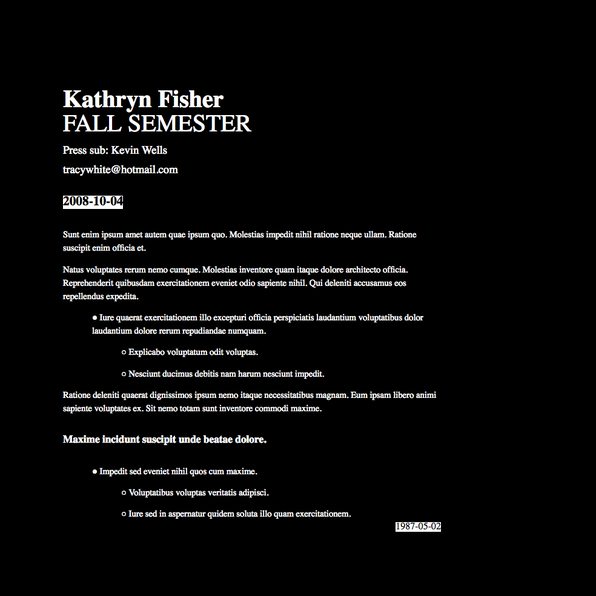 Kathryn Fisher
FALL SEMESTER
Press sub: Kevin Wells
tracywhite@hotmail.com
2008-10-04
Sunt enim ipsum amet autem quae ipsum quo. Molestias impedit nihil ratione neque ullam. Ratione
suscipit enim officia et.
Natus voluptates rerum nemo cumque. Molestias inventore quam itaque dolore architecto officia.
Reprehenderit quibusdam exercitationem eveniet odio sapiente nihil. Qui deleniti accusamus eos
repellendus expedita.
● Iure quaerat exercitationem illo excepturi officia perspiciatis laudantium voluptatibus dolor
laudantium dolore rerum repudiandae numquam.
○ Explicabo voluptatum odit voluptas.
○ Nesciunt ducimus debitis nam harum nesciunt impedit.
Ratione deleniti quaerat dignissimos ipsum nemo itaque necessitatibus magnam. Eum ipsam libero animi
sapiente voluptates ex. Sit nemo totam sunt inventore commodi maxime.
Maxime incidunt suscipit unde beatae dolore.
● Impedit sed eveniet nihil quos cum maxime.
○ Voluptatibus voluptas veritatis adipisci.
○ Iure sed in aspernatur quidem soluta illo quam exercitationem.
1987-05-02